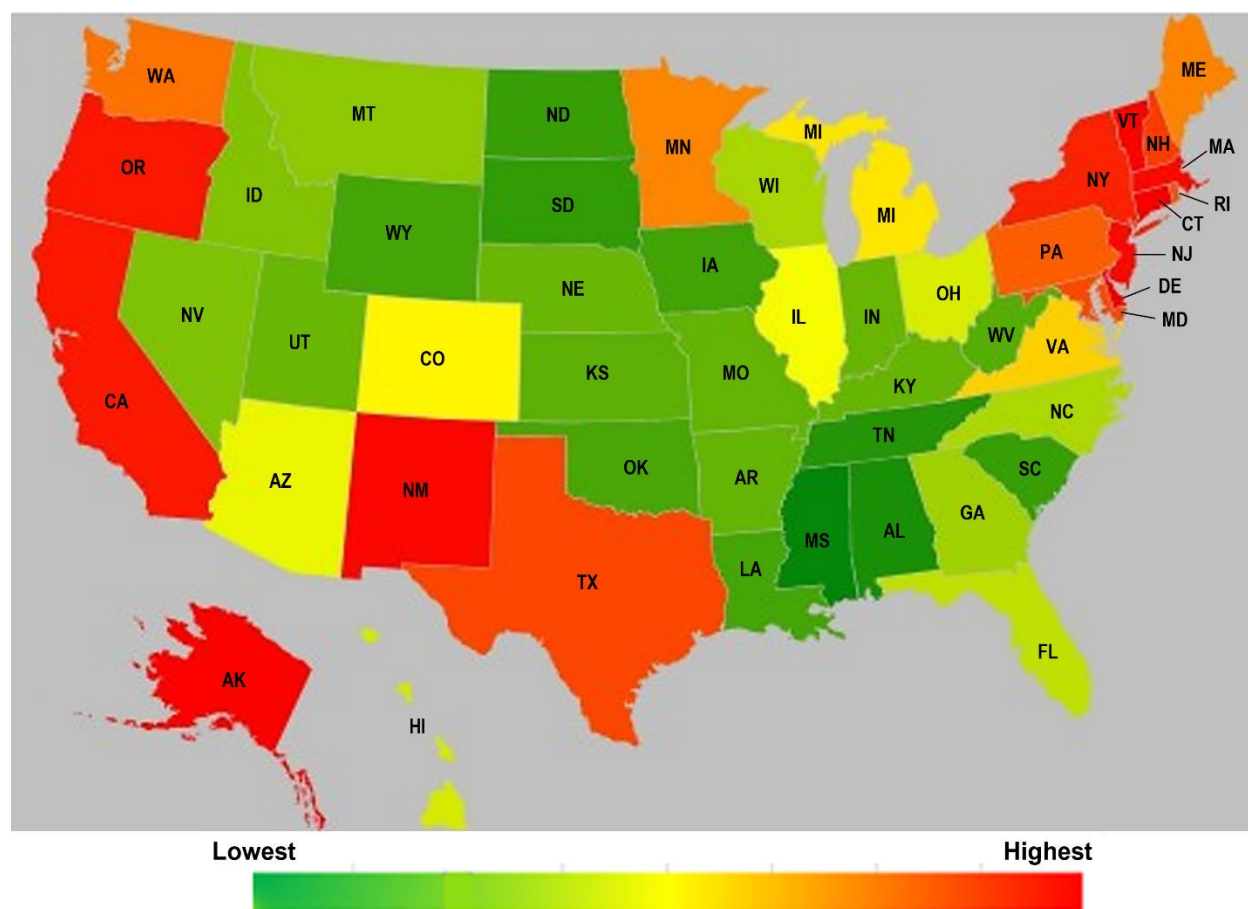 WA
MT
ND
MN
MI
ME
VT
NH
MA
OR
ID
SD
WI
MI
NY
RI
CT
WY
IA
PA
NJ
NE
OH
DE
NV
UT
CO
IL
IN
WV
VA
MD
CA
KS
MO
KY
NC
AZ
NM
OK
AR
TN
SC
GA
MS
AL
TX
LA
FL
AK
HI
Lowest Highest